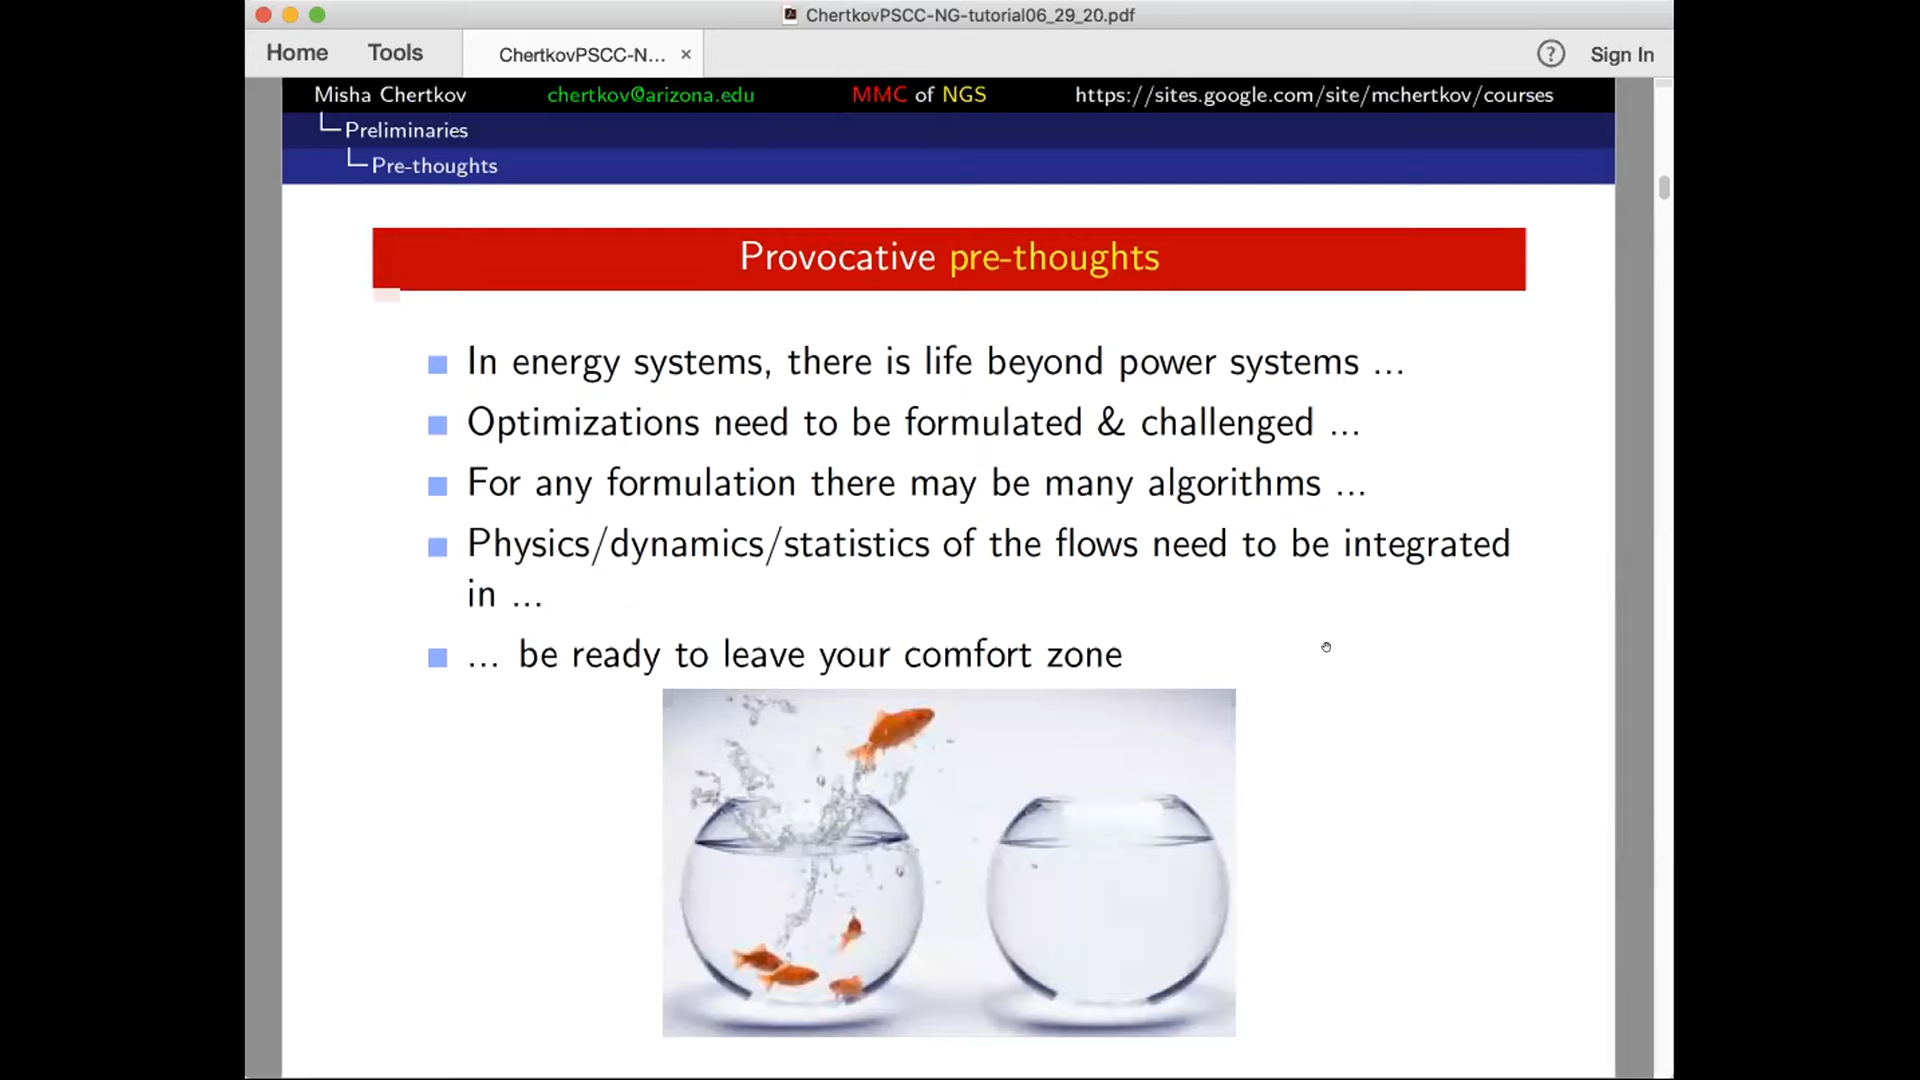 ChertkovPSCC-NG-tutorial06_29_20.pdf
Home Tools ChertkovPSCC-N... × ? Sign In
Misha Chertkov chertkov@arizona.edu MMC of NGS https://sites.google.com/site/mchertkov/courses
Preliminaries
Pre-thoughts
Provocative pre-thoughts
In energy systems, there is life beyond power systems ...
Optimizations need to be formulated & challenged ...
For any formulation there may be many algorithms ...
Physics/dynamics/statistics of the flows need to be integrated
in ...
... be ready to leave your comfort zone